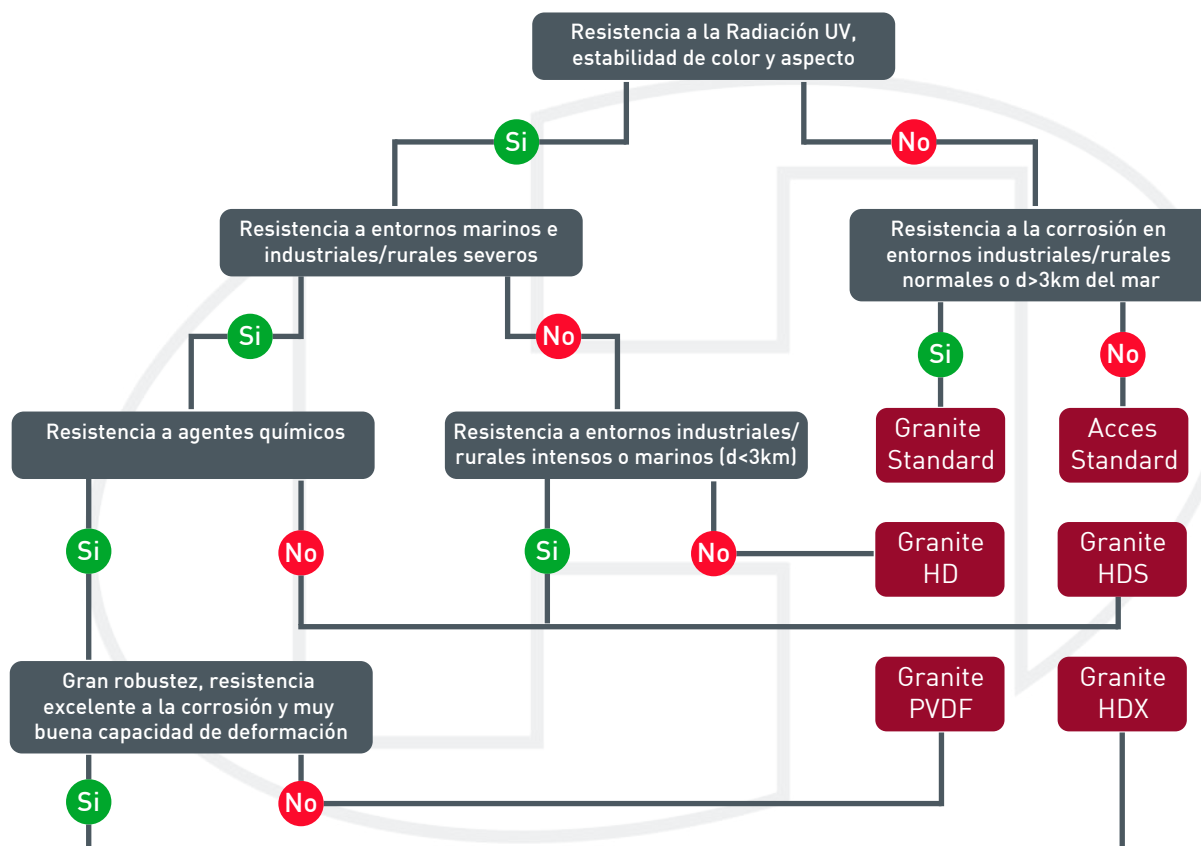 Resistencia a la Radiación UV,
estabilidad de color y aspecto
Si
No
Resistencia a entornos marinos e
industriales/rurales severos
Resistencia a la corrosión en
entornos industriales/rurales
normales o d>3km del mar
Si
No
Si
No
Resistencia a agentes químicos
Resistencia a entornos industriales/
rurales intensos o marinos (d<3km)
Granite
Standard
Acces
Standard
Si
No
Si
No
Granite
HD
Granite
HDS
Gran robustez, resistencia
excelente a la corrosión y muy
buena capacidad de deformación
Granite
PVDF
Granite
HDX
Si
No